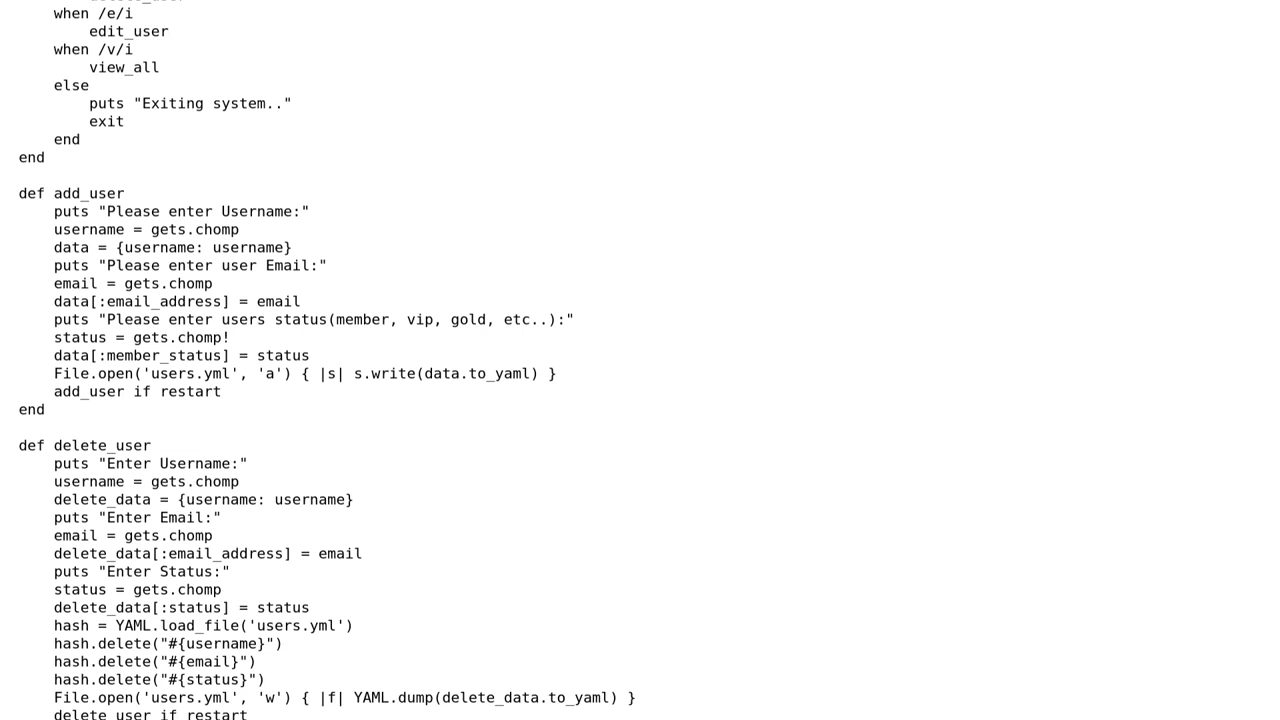 when /e/i
        edit_user
    when /v/i
        view_all
    else
        puts "Exiting system.."
        exit
    end
end

def add_user
    puts "Please enter Username:"
    username = gets.chomp
    data = {username: username}
    puts "Please enter user Email:"
    email = gets.chomp
    data[:email_address] = email
    puts "Please enter users status(member, vip, gold, etc..):"
    status = gets.chomp!
    data[:member_status] = status
    File.open('users.yml', 'a') { |s| s.write(data.to_yaml) }
    add_user if restart
end

def delete_user
    puts "Enter Username:"
    username = gets.chomp
    delete_data = {username: username}
    puts "Enter Email:"
    email = gets.chomp
    delete_data[:email_address] = email
    puts "Enter Status:"
    status = gets.chomp
    delete_data[:status] = status
    hash = YAML.load_file('users.yml')
    hash.delete("#{username}")
    hash.delete("#{email}")
    hash.delete("#{status}")
    File.open('users.yml', 'w') { |f| YAML.dump(delete_data.to_yaml) }
    delete_user if restart